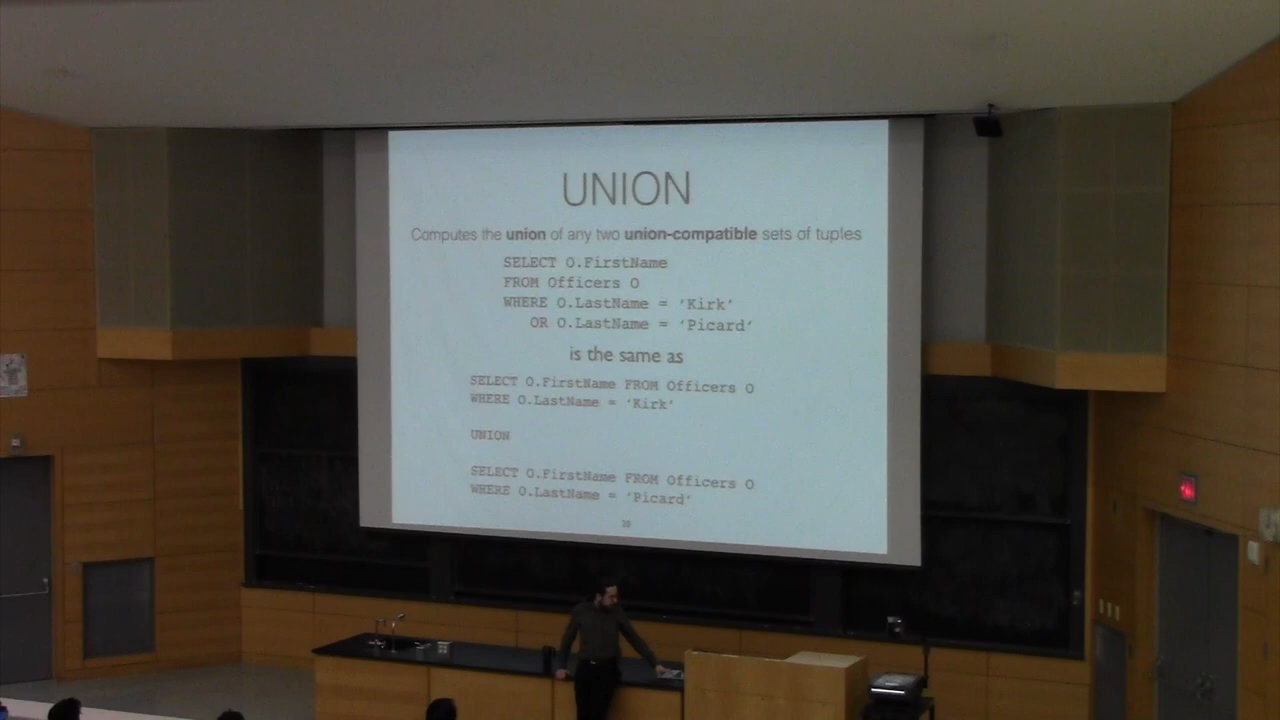 UNION
Computes the union of any two union-compatible sets of tuples
SELECT O.FirstName
FROM Officers O
WHERE O.LastName = ‘Kirk’
OR O.LastName = ‘Picard’
is the same as
SELECT O.FirstName FROM Officers O
WHERE O.LastName = ‘Kirk’
UNION
SELECT O.FirstName FROM Officers O
WHERE O.LastName = ‘Picard’